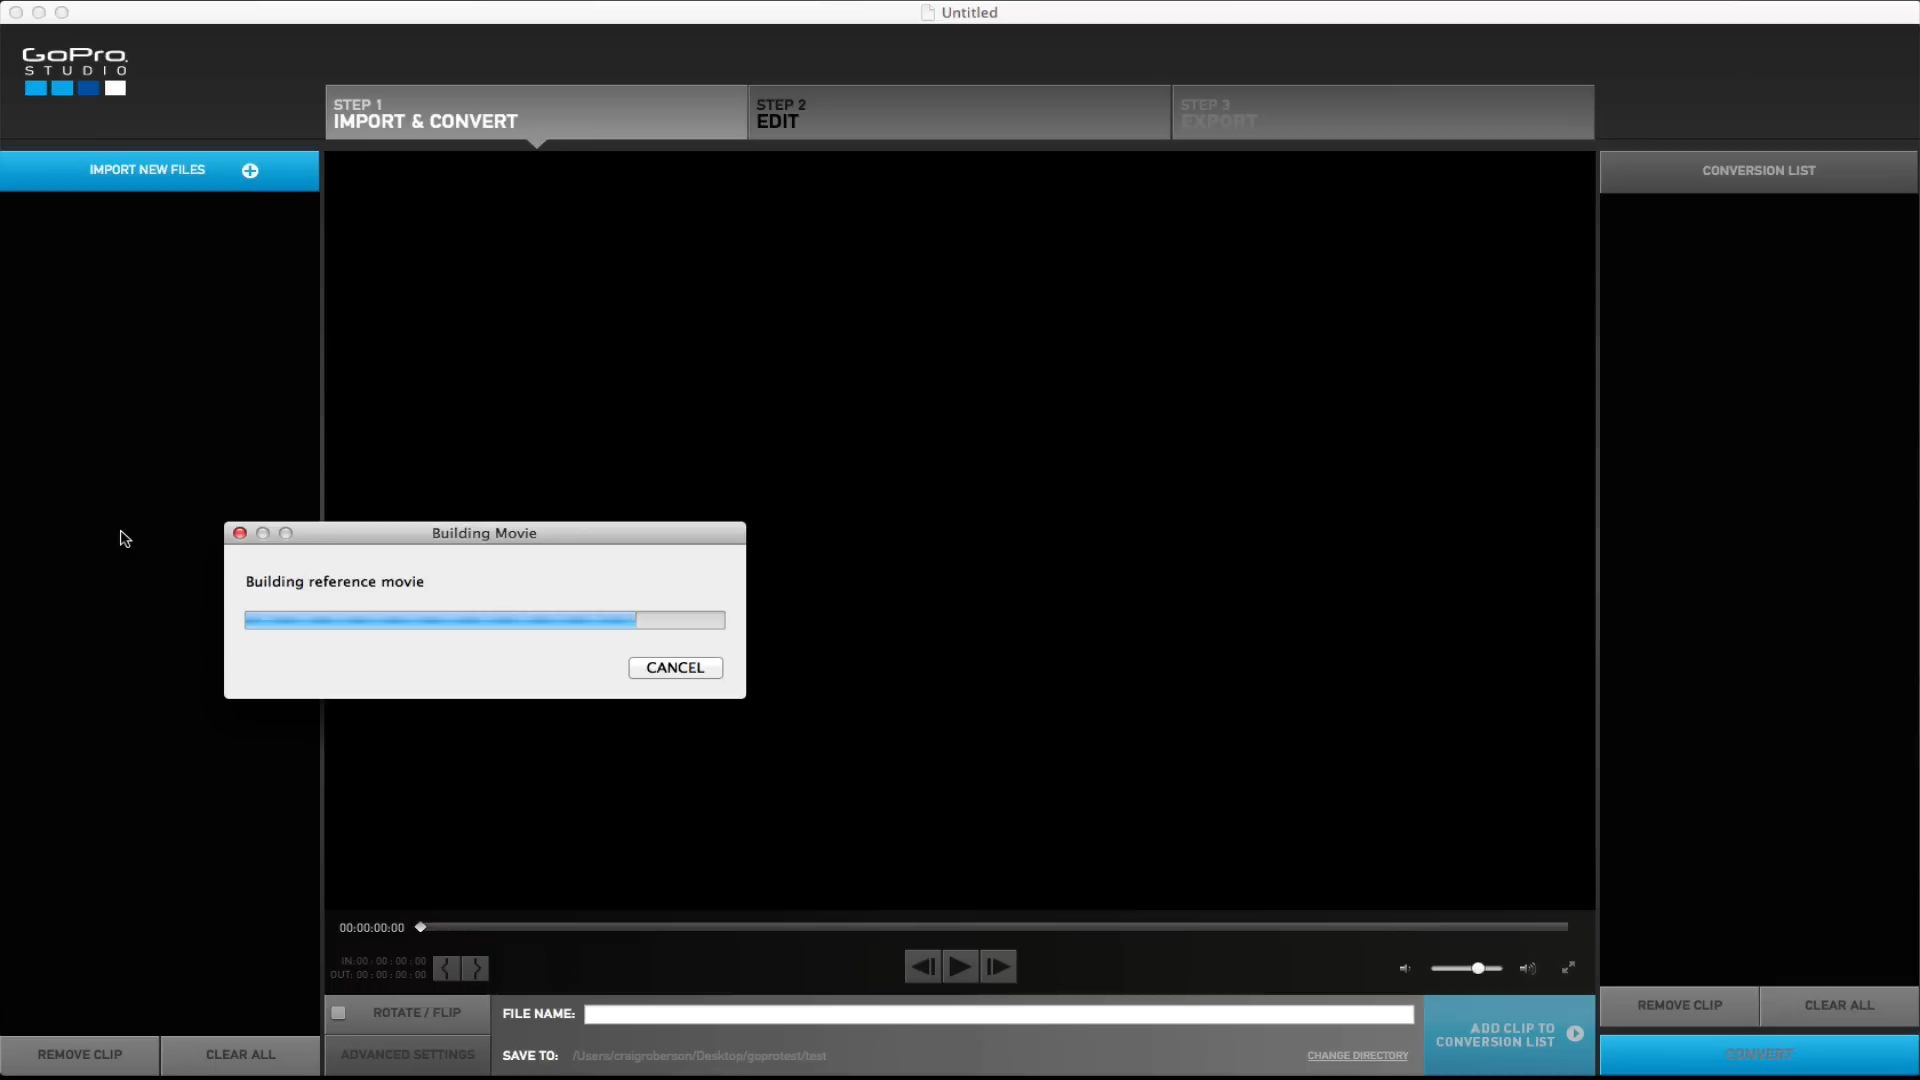 Untitled
GoPro
STUDIO
STEP 1
IMPORT & CONVERT
STEP 2
EDIT
STEP 3
EXPORT
IMPORT NEW FILES
CONVERSION LIST
Building Movie
Building reference movie
CANCEL
00:00:00:00
IN:00 : 00 : 00 : 00
OUT: 00 : 00 : 00 : 00
ROTATE / FLIP
FILE NAME:
ADD CLIP TO
CONVERSION LIST
REMOVE CLIP
CLEAR ALL
REMOVE CLIP
CLEAR ALL
ADVANCED SETTINGS
SAVE TO: /Users/craigroberson/Desktop/goprotest/test
CHANGE DIRECTORY
CONVERT